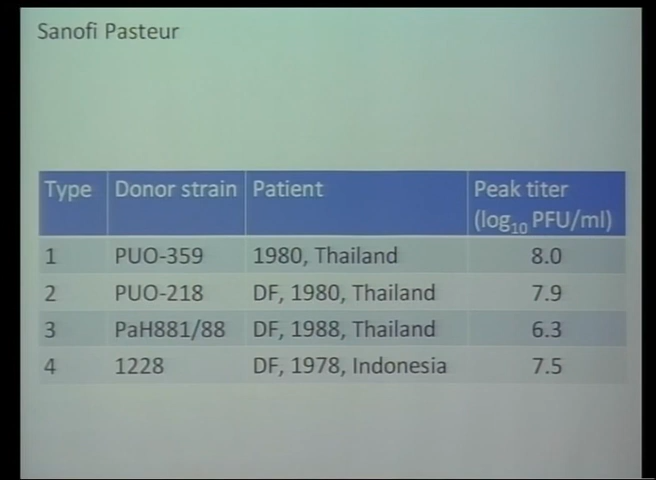 Sanofi Pasteur
Type Donor strain Patient Peak titer
(log10 PFU/ml)
1 PUO-359 1980, Thailand 8.0
2 PUO-218 DF, 1980, Thailand 7.9
3 PaH881/88 DF, 1988, Thailand 6.3
4 1228 DF, 1978, Indonesia 7.5